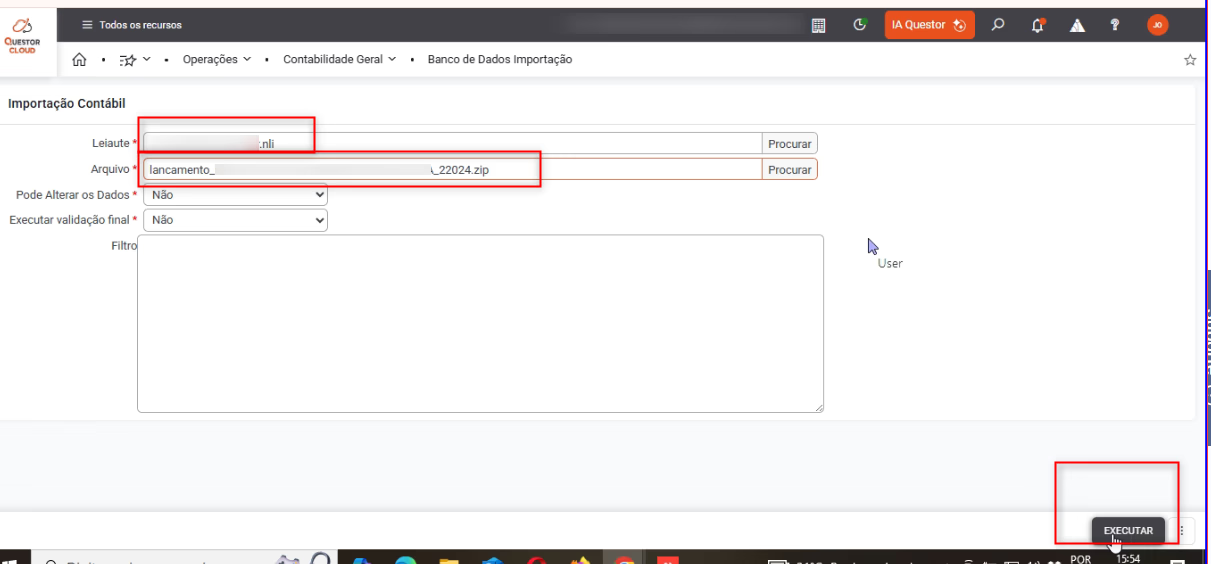 Todos os recursos
IA Questor
?
JO
QUESTOR
CLOUD
Operações • Contabilidade Geral • Banco de Dados Importação
Importação Contábil
Leiaute * .nli Procurar
Arquivo * lancamento_ _22024.zip Procurar
Pode Alterar os Dados * Não
Executar validação final * Não
Filtro
User
EXECUTAR
POR 15:54